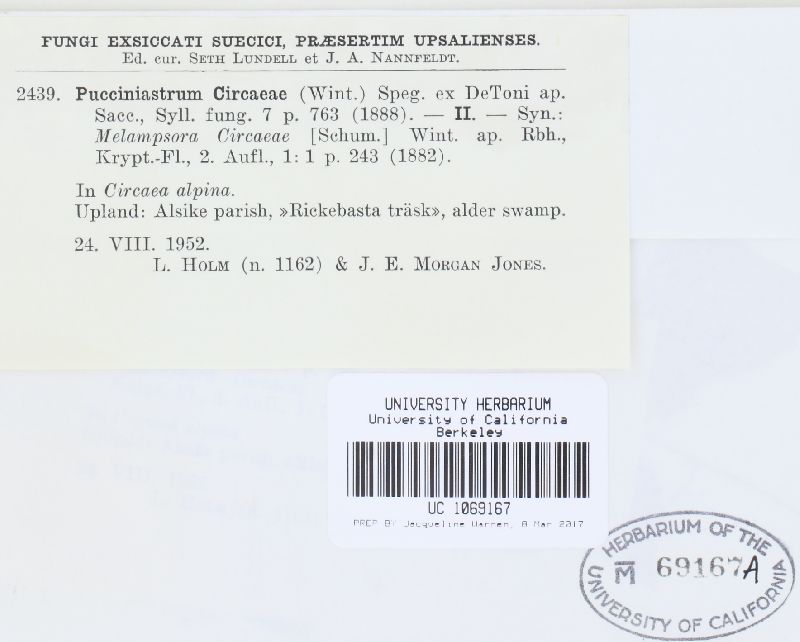 FUNGI EXSICCATI SUECICI, PRÆSERTIM UPSALIENSES.
Ed. cur. SETH LUNDELL et J. A. NANNFELDT.
2439. Pucciniastrum Circaeae (Wint.) Speg. ex DeToni ap.
Sacc., Syll. fung. 7 p. 763 (1888). — II. — Syn.:
Melampsora Circaeae [Schum.] Wint. ap. Rbh.,
Krypt.-Fl., 2. Aufl., 1: 1 p. 243 (1882).
In Circaea alpina.
Upland: Alsike parish, »Rickebasta träsk», alder swamp.
24. VIII. 1952.
L. HOLM (n. 1162) & J. E. MORGAN JONES.
UNIVERSITY HERBARIUM
University of California
Berkeley
UC 1069167
PREP BY Jacqueline Warren, 8 Mar 2017
HERBARIUM OF THE
M 69167A
UNIVERSITY OF CALIFORNIA